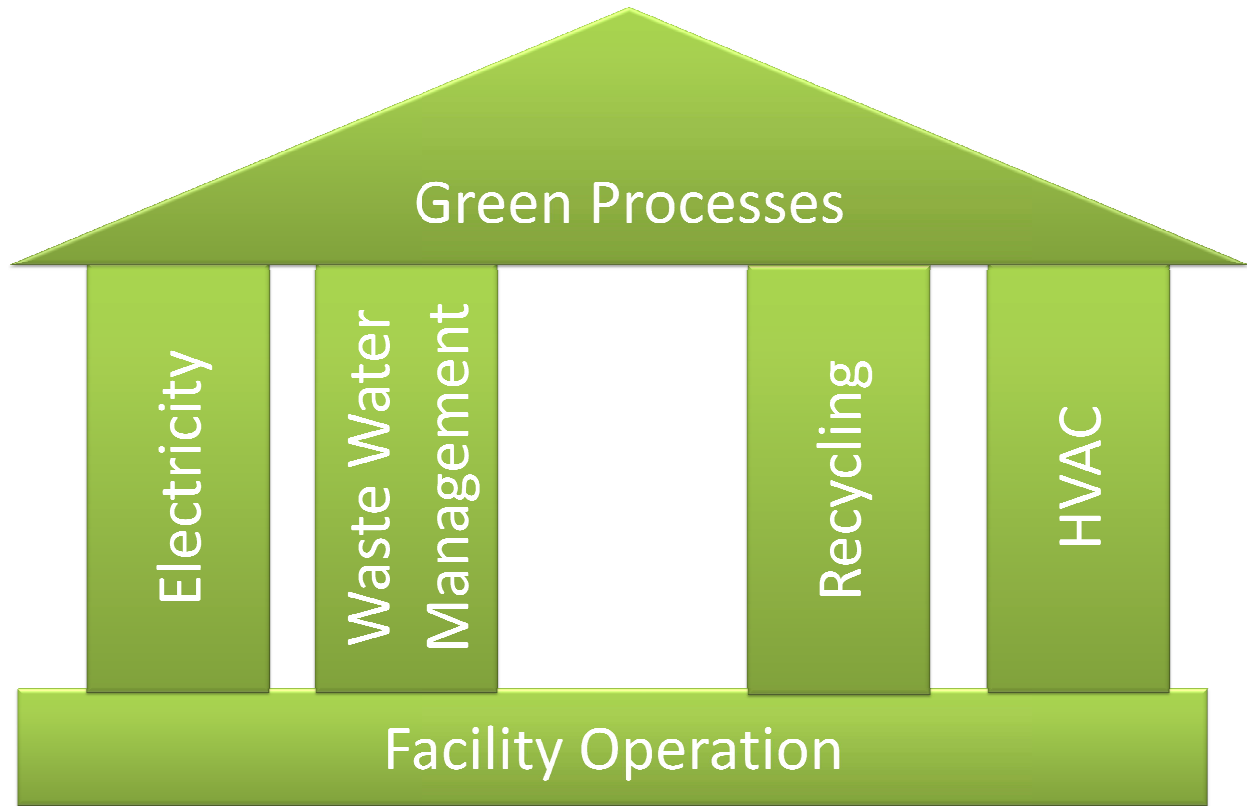 Green Processes
Electricity
Waste Water
Management
Recycling
HVAC
Facility Operation